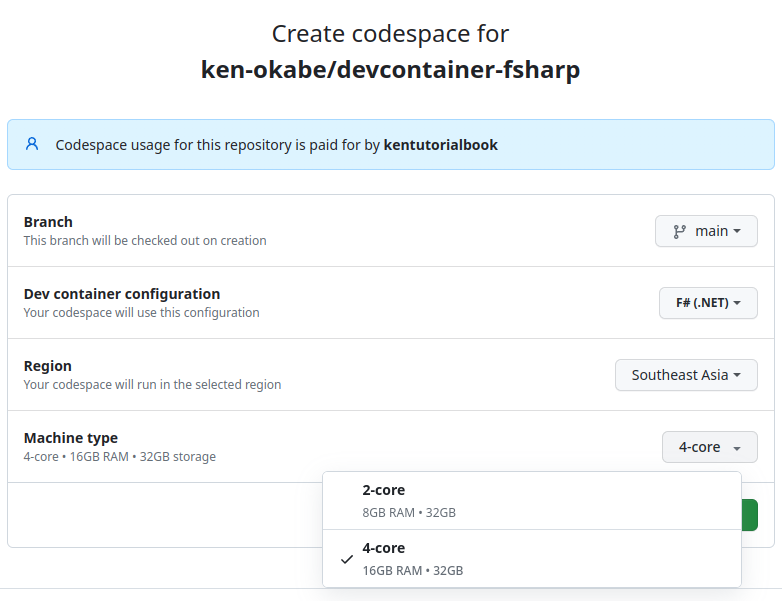 Create codespace for
ken-okabe/devcontainer-fsharp
Codespace usage for this repository is paid for by kentutorialbook
Branch
This branch will be checked out on creation
main
Dev container configuration
Your codespace will use this configuration
F# (.NET)
Region
Your codespace will run in the selected region
Southeast Asia
Machine type
4-core • 16GB RAM • 32GB storage
4-core
2-core
8GB RAM • 32GB
4-core
16GB RAM • 32GB